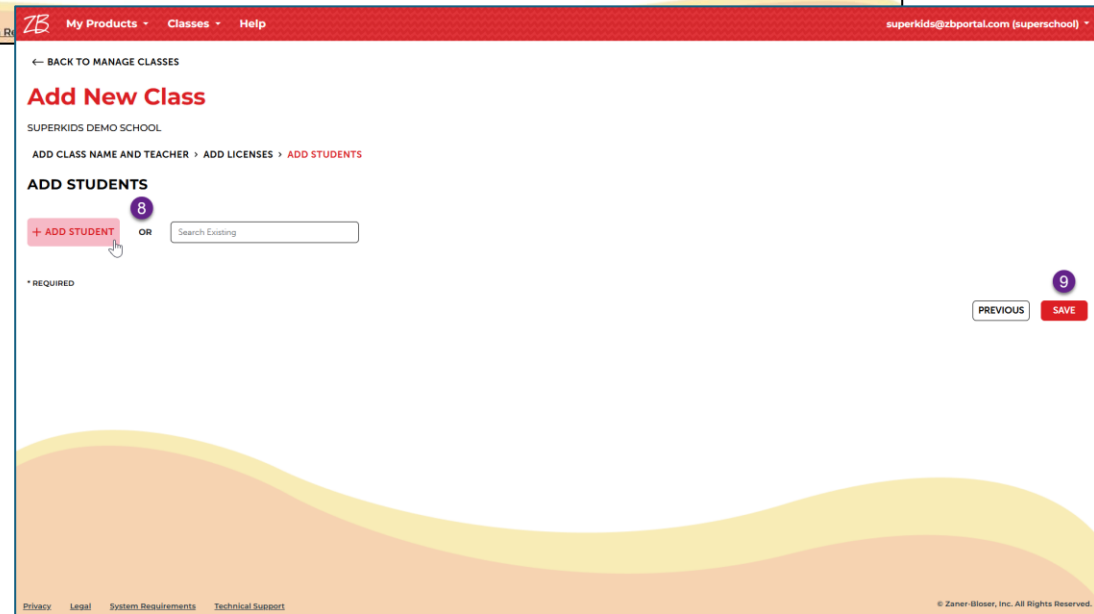 ZB My Products Classes Help superkids@zbportal.com (superschool)
← BACK TO MANAGE CLASSES
Add New Class
SUPERKIDS DEMO SCHOOL
ADD CLASS NAME AND TEACHER > ADD LICENSES > ADD STUDENTS
ADD STUDENTS
8
+ ADD STUDENT OR Search Existing
* REQUIRED
9
PREVIOUS SAVE
Privacy Legal System Requirements Technical Support © Zaner-Bloser, Inc. All Rights Reserved.